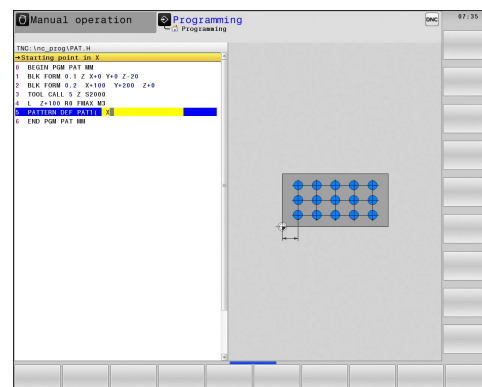 Manual operation
Programming
Programming
DNC
07:35
TNC:\nc_prog\PAT.H
→Starting point in X
0 BEGIN PGM PAT MM
1 BLK FORM 0.1 Z X+0 Y+0 Z-20
2 BLK FORM 0.2 X+100 Y+200 Z+0
3 TOOL CALL 5 Z S2000
4 L Z+100 R0 FMAX M3
5 PATTERN DEF PAT1( X
6 END PGM PAT MM